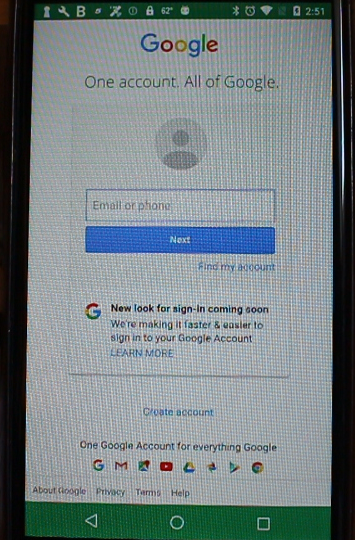 B 62° 2:51
Google
One account. All of Google.
Email or phone
Next
Find my account
G New look for sign-in coming soon
We're making it faster & easier to
sign in to your Google Account
LEARN MORE
Create account
One Google Account for everything Google
G
About Google Privacy Terms Help